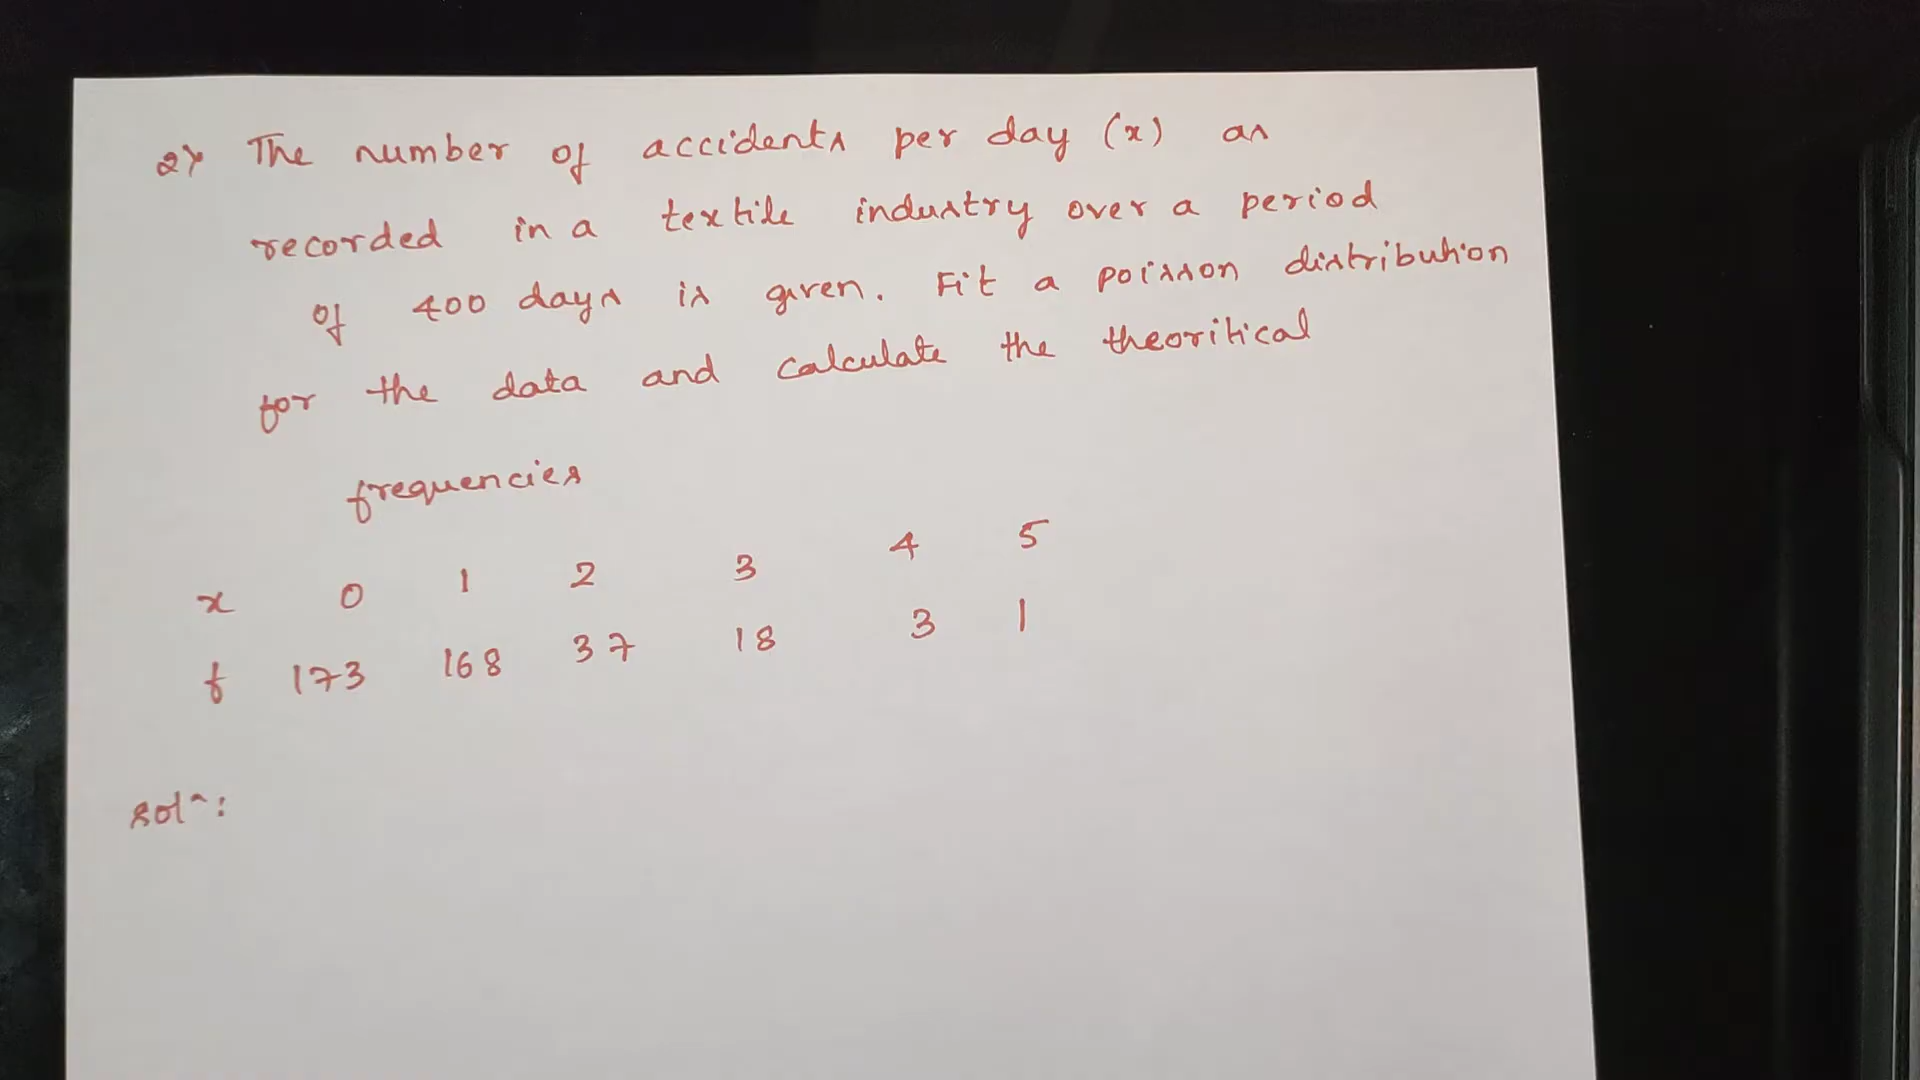 2) The number of accidents per day (x) as
recorded in a textile industry over a period
of 400 days is given. Fit a poisson distribution
for the data and calculate the theoritical
frequencies
x 0 1 2 3 4 5
f 173 168 37 18 3 1
soln: